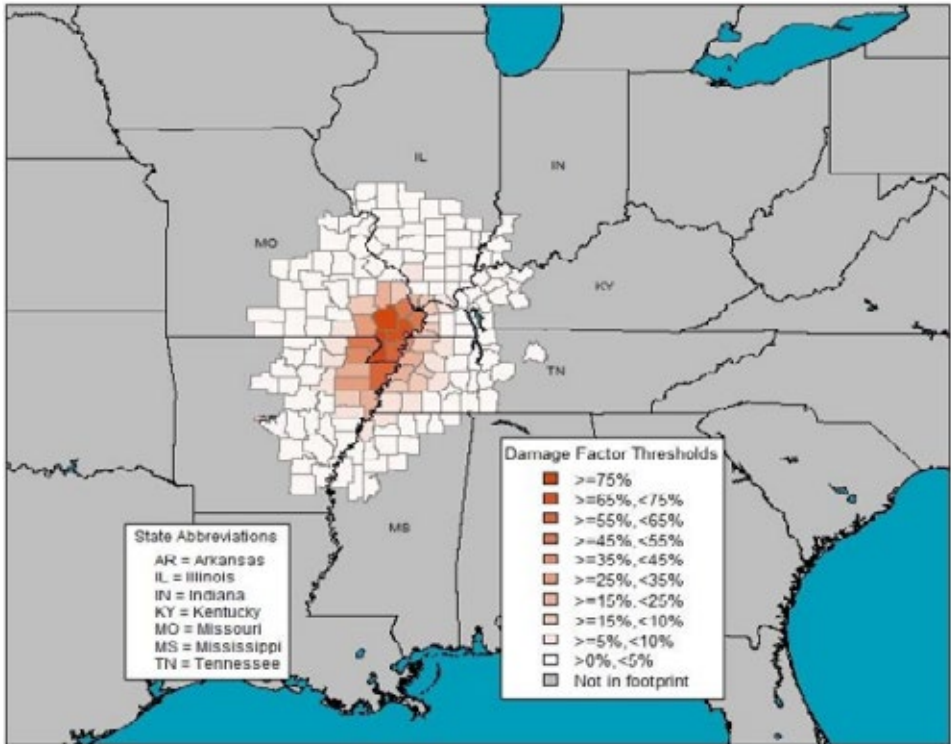 IL
IN
MO
KY
TN
MS
Damage Factor Thresholds
>=75%
>=65%,<75%
>=55%,<65%
>=45%,<55%
>=35%,<45%
>=25%,<35%
>=15%,<25%
>=15%,<10%
>=5%,<10%
>0%,<5%
Not in footprint
State Abbreviations
AR = Arkansas
IL = Illinois
IN = Indiana
KY = Kentucky
MO = Missouri
MS = Mississippi
TN = Tennessee